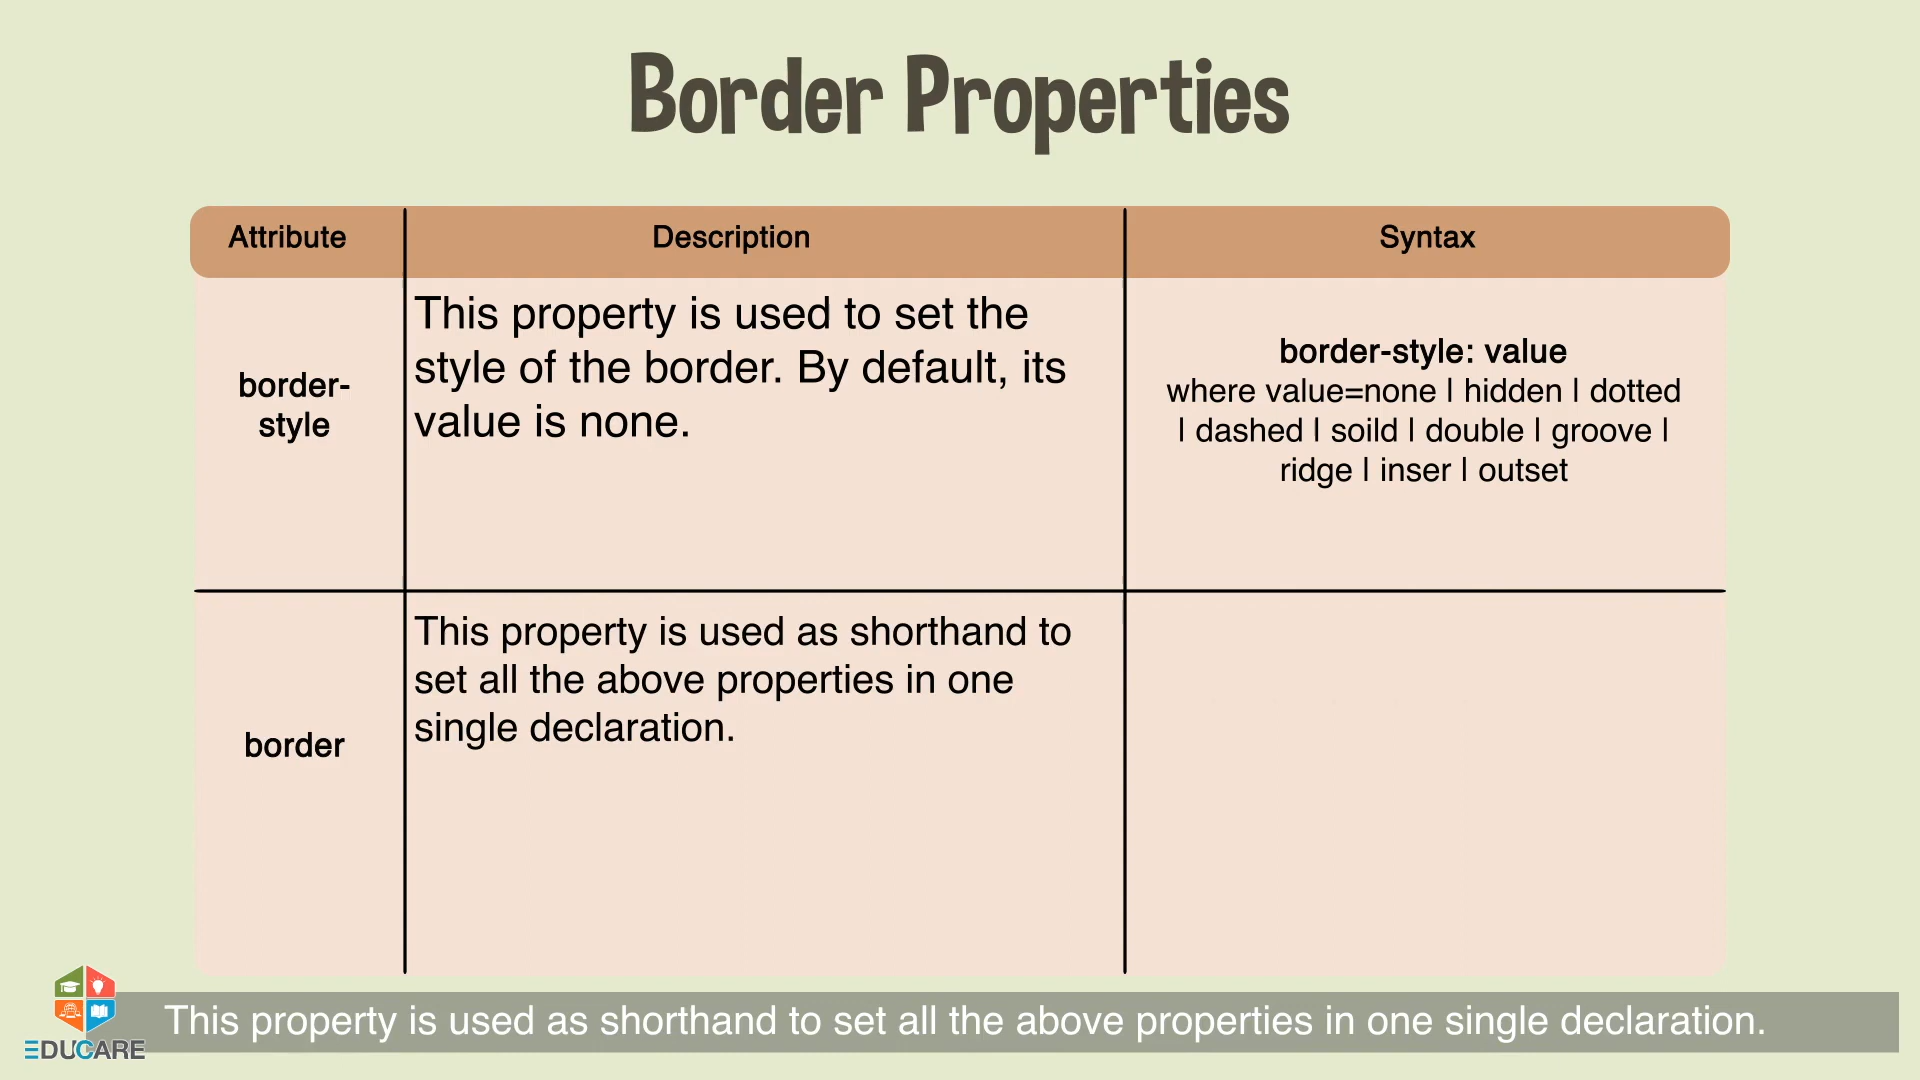 Border Properties
Attribute
Description
Syntax
border-
style
This property is used to set the
style of the border. By default, its
value is none.
border-style: value
where value=none | hidden | dotted
| dashed | soild | double | groove |
ridge | inser | outset
border
This property is used as shorthand to
set all the above properties in one
single declaration.
This property is used as shorthand to set all the above properties in one single declaration.
EDUCARE